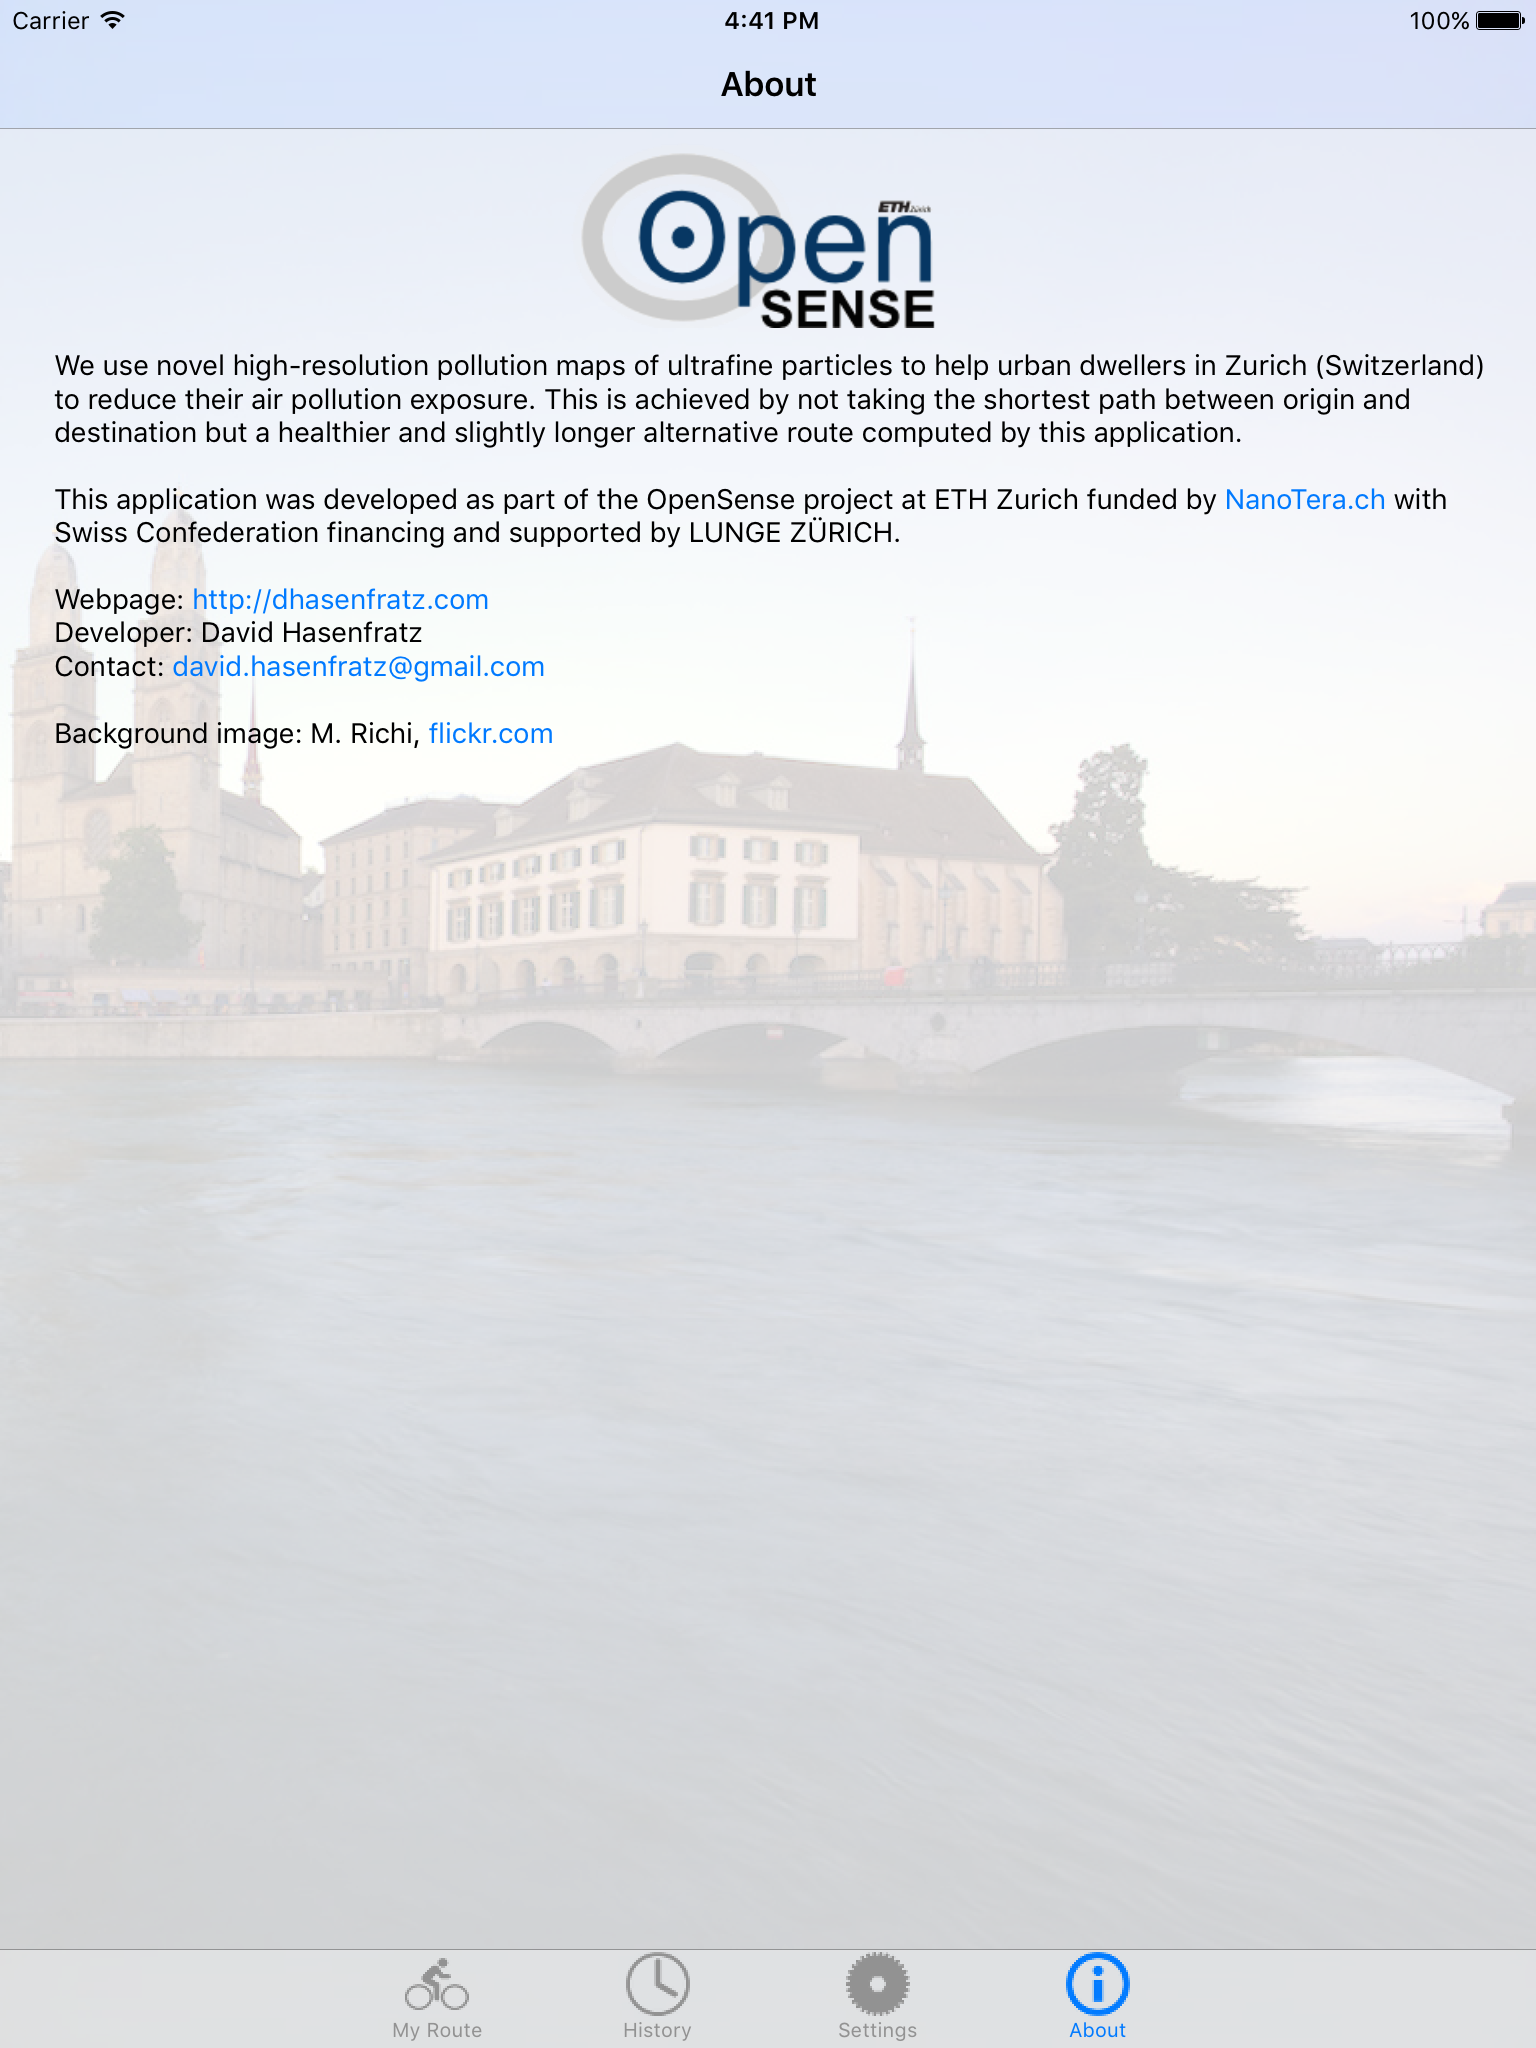 Carrier 4:41 PM 100%
About
ETH Zürich
Open
SENSE
We use novel high-resolution pollution maps of ultrafine particles to help urban dwellers in Zurich (Switzerland)
to reduce their air pollution exposure. This is achieved by not taking the shortest path between origin and
destination but a healthier and slightly longer alternative route computed by this application.
This application was developed as part of the OpenSense project at ETH Zurich funded by NanoTera.ch with
Swiss Confederation financing and supported by LUNGE ZÜRICH.
Webpage: http://dhasenfratz.com
Developer: David Hasenfratz
Contact: david.hasenfratz@gmail.com
Background image: M. Richi, flickr.com
My Route History Settings About